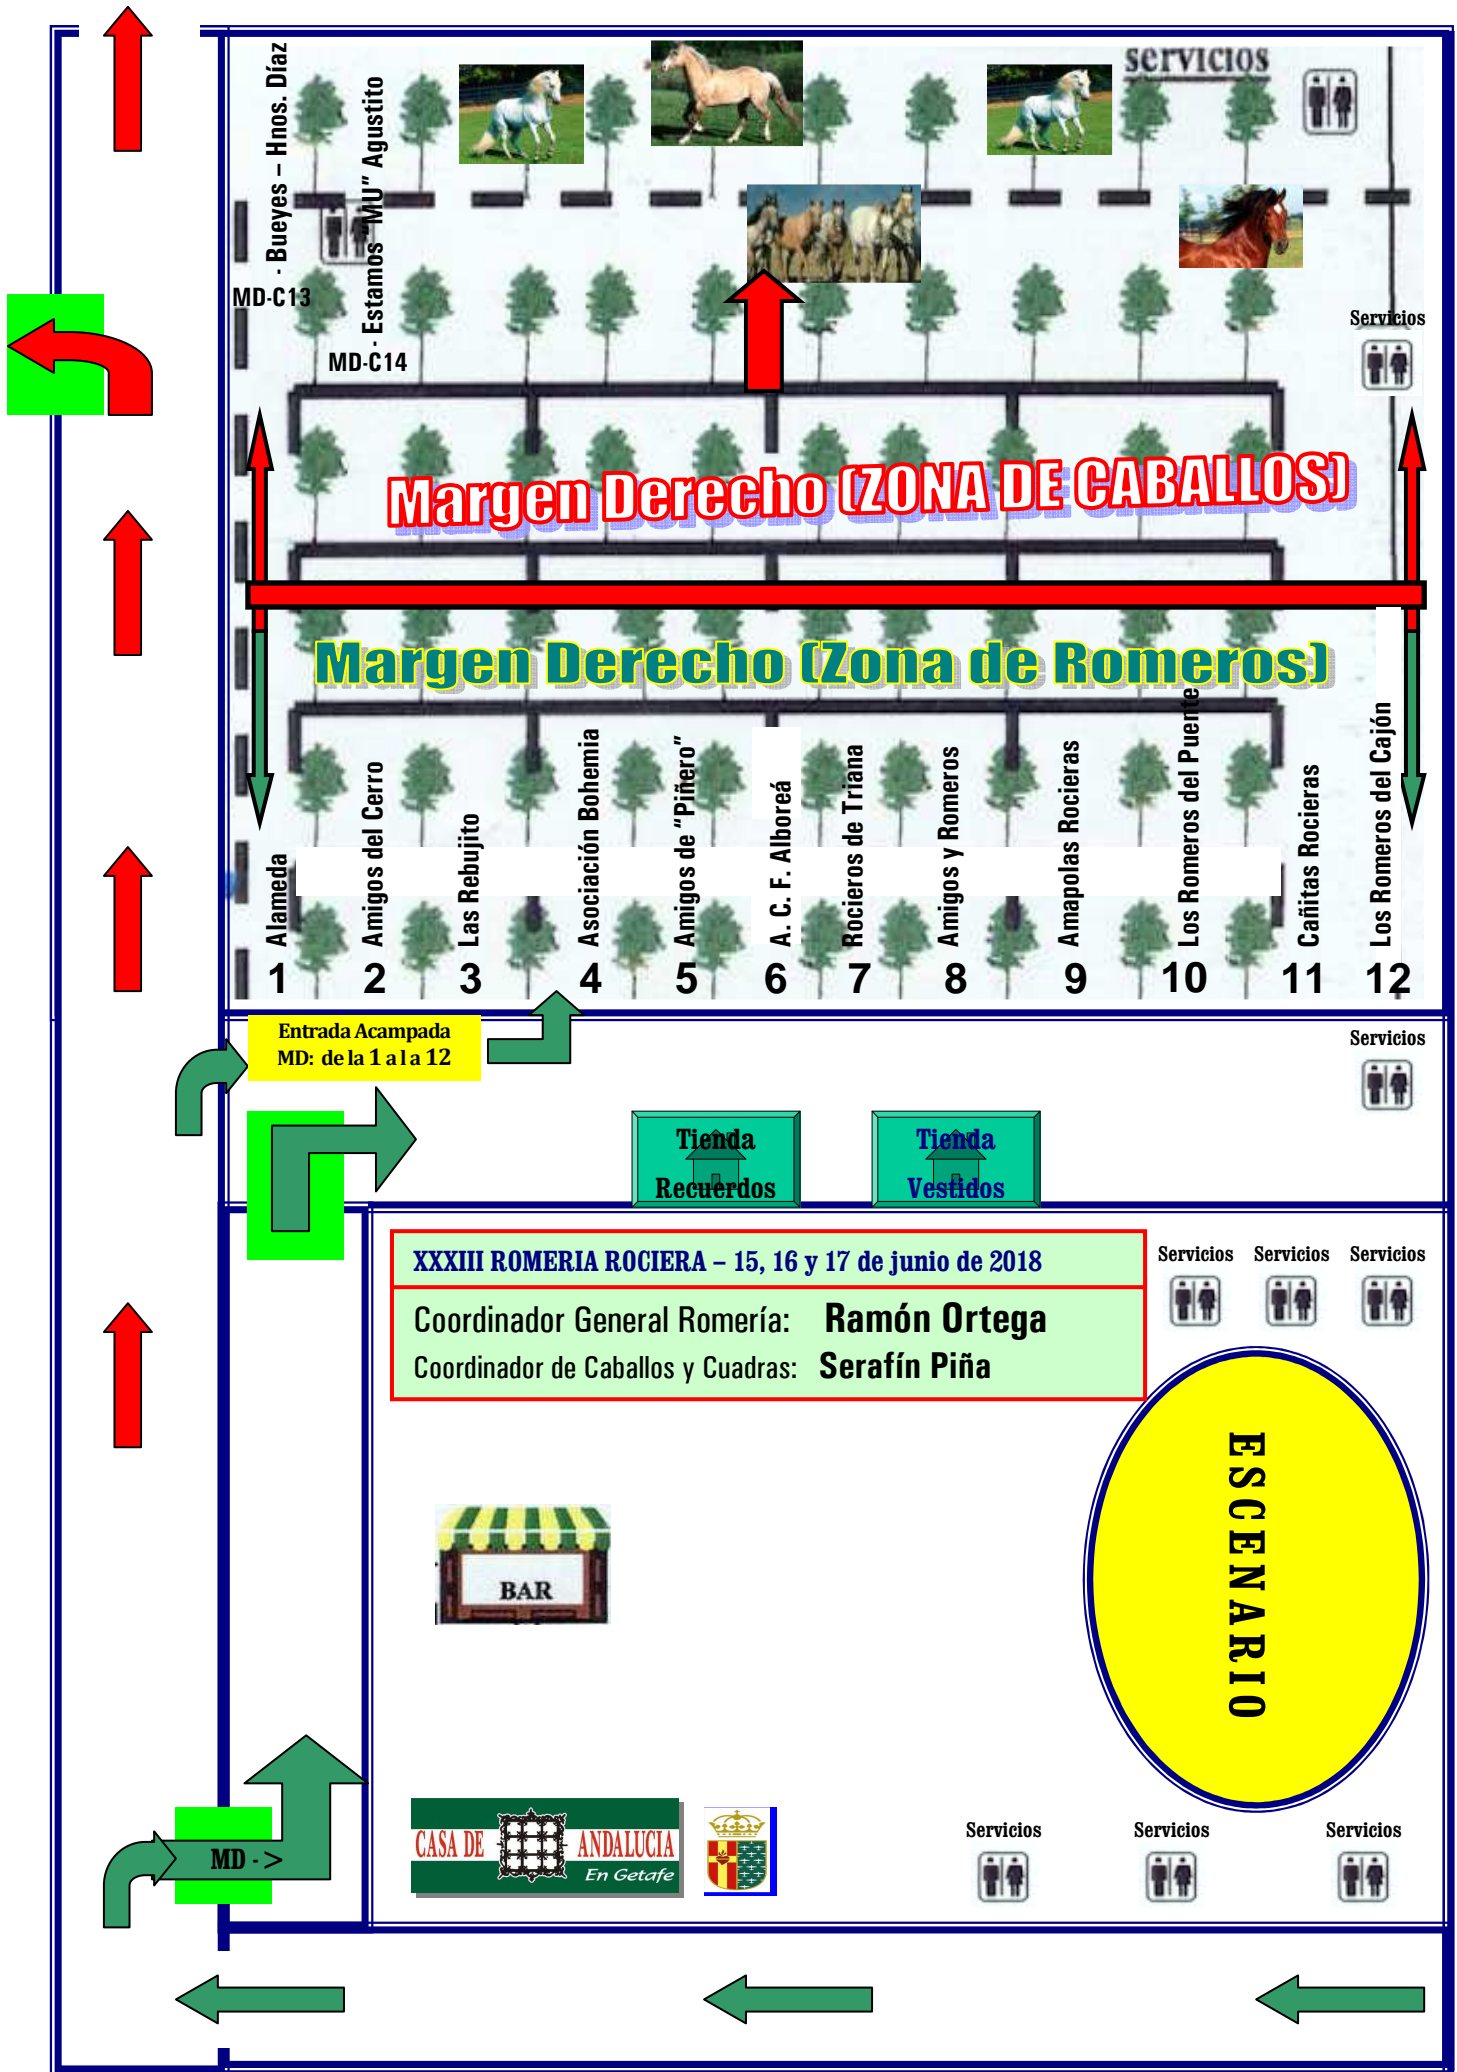 servicios
- Bueyes – Hnos. Díaz
- Estamos "MU" Agustito
MD-C13
MD-C14
Servicios
Margen Derecho (ZONA DE CABALLOS)
Margen Derecho (Zona de Romeros)
Alameda
Amigos del Cerro
Las Rebujito
Asociación Bohemia
Amigos de "Piñero"
A. C. F. Alboreá
Rocieros de Triana
Amigos y Romeros
Amapolas Rocieras
Los Romeros del Puente
Cañitas Rocieras
Los Romeros del Cajón
1 2 3 4 5 6 7 8 9 10 11 12
Entrada Acampada
MD: de la 1 a la 12
Servicios
Tienda
Recuerdos
Tienda
Vestidos
XXXIII ROMERIA ROCIERA – 15, 16 y 17 de junio de 2018
Coordinador General Romería: Ramón Ortega
Coordinador de Caballos y Cuadras: Serafín Piña
Servicios Servicios Servicios
ESCENARIO
BAR
MD - >
CASA DE ANDALUCIA
En Getafe
Servicios Servicios Servicios